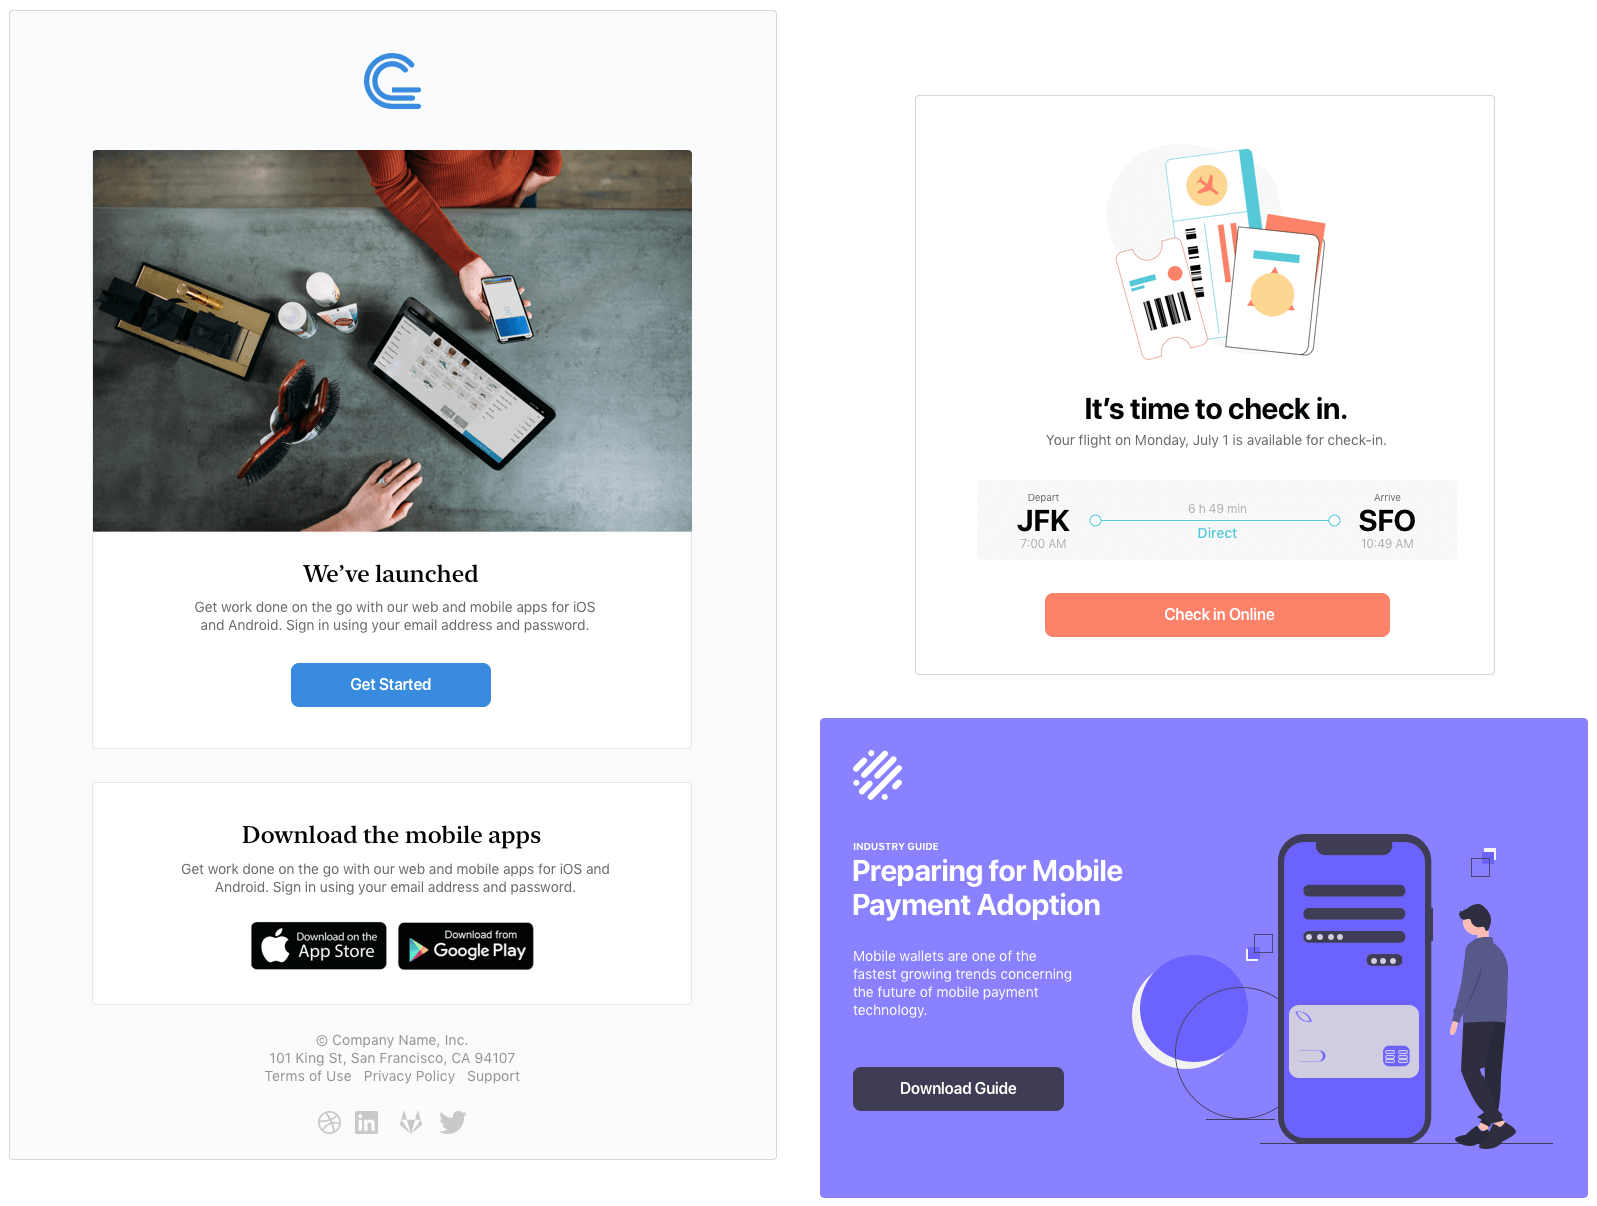 We’ve launched
Get work done on the go with our web and mobile apps for iOS
and Android. Sign in using your email address and password.
Get Started
Download the mobile apps
Get work done on the go with our web and mobile apps for iOS and
Android. Sign in using your email address and password.
Download on the
App Store
Download from
Google Play
© Company Name, Inc.
101 King St, San Francisco, CA 94107
Terms of Use Privacy Policy Support
in
It’s time to check in.
Your flight on Monday, July 1 is available for check-in.
Depart
JFK
7:00 AM
6 h 49 min
Direct
Arrive
SFO
10:49 AM
Check in Online
INDUSTRY GUIDE
Preparing for Mobile
Payment Adoption
Mobile wallets are one of the
fastest growing trends concerning
the future of mobile payment
technology.
Download Guide